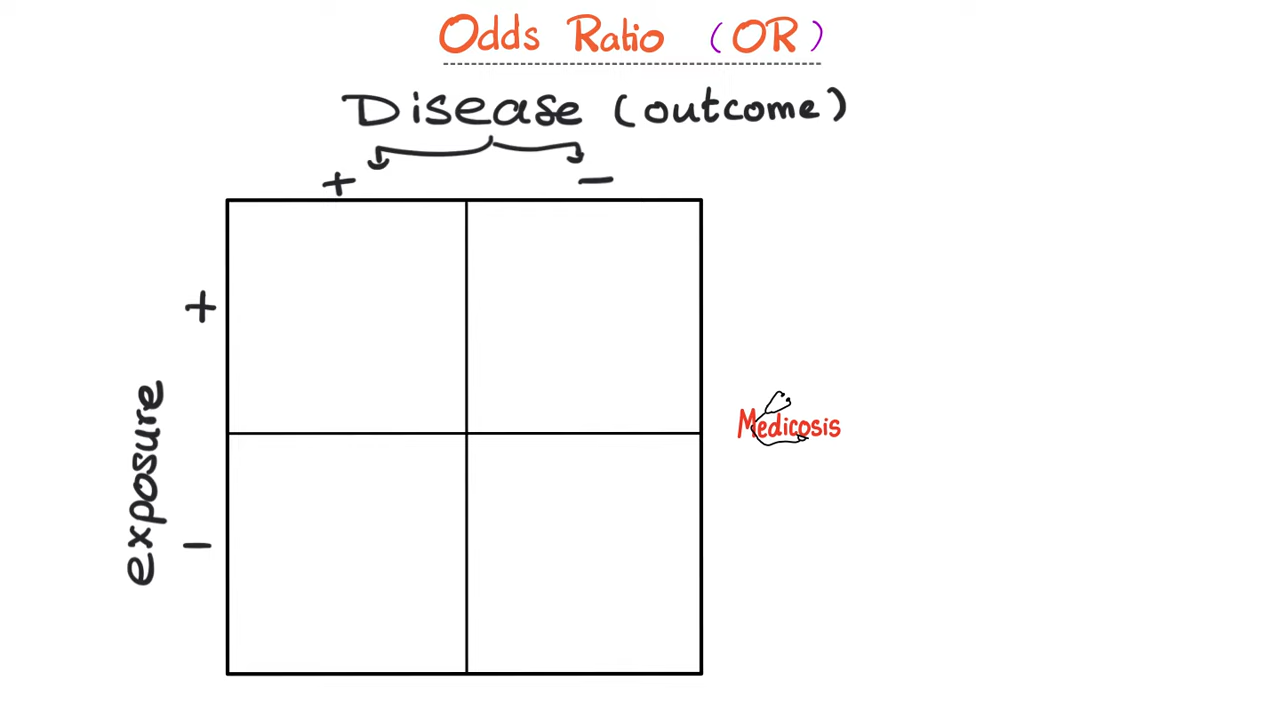 Odds Ratio (OR)
Disease (outcome)
+ -
+
exposure
-
Medicosis